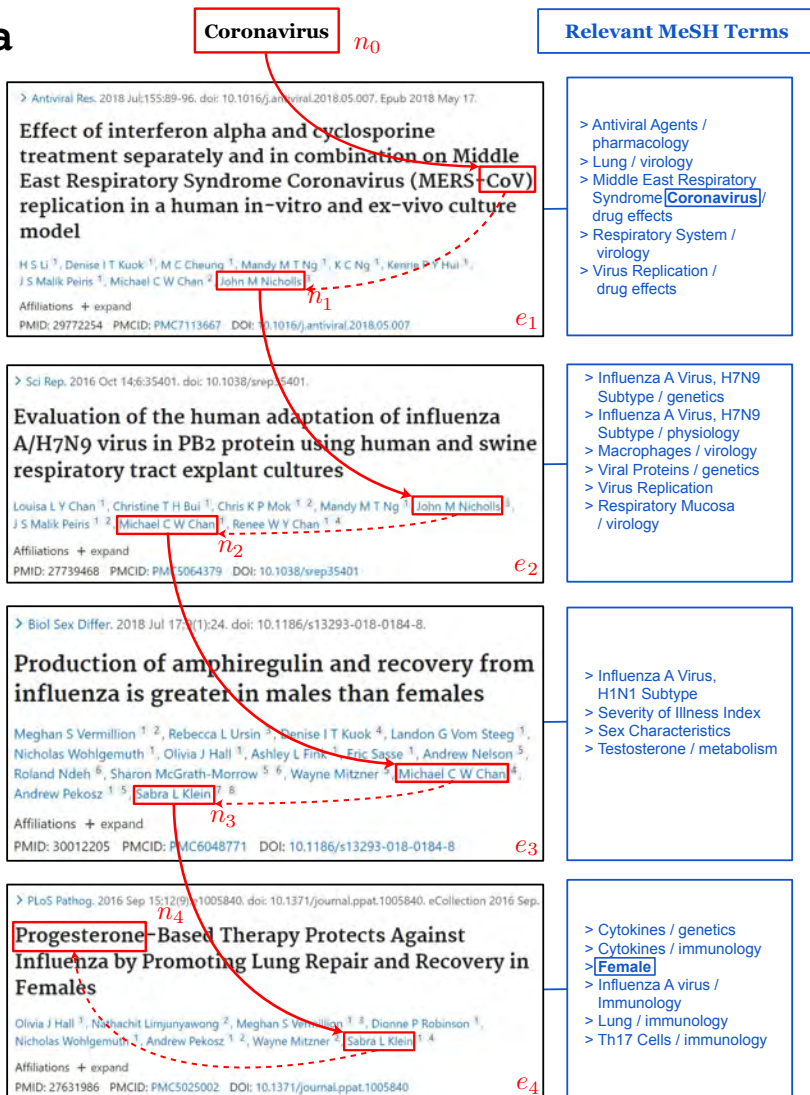 a
Coronavirus
n0
Relevant MeSH Terms
> Antiviral Res. 2018 Jul;155:89-96. doi: 10.1016/j.antiviral.2018.05.007. Epub 2018 May 17.
Effect of interferon alpha and cyclosporine
treatment separately and in combination on Middle
East Respiratory Syndrome Coronavirus (MERS-CoV)
replication in a human in-vitro and ex-vivo culture
model
H S Li 1, Denise I T Kuok 1, M C Cheung 1, Mandy M T Ng 1, K C Ng 1, Kenrie P Y Hui 1,
J S Malik Peiris 1, Michael C W Chan 2, John M Nicholls 3
n1
Affiliations + expand
PMID: 29772254 PMCID: PMC7113667 DOI: 10.1016/j.antiviral.2018.05.007
e1
> Antiviral Agents /
pharmacology
> Lung / virology
> Middle East Respiratory
Syndrome Coronavirus /
drug effects
> Respiratory System /
virology
> Virus Replication /
drug effects
> Sci Rep. 2016 Oct 14;6:35401. doi: 10.1038/srep35401.
Evaluation of the human adaptation of influenza
A/H7N9 virus in PB2 protein using human and swine
respiratory tract explant cultures
Louisa L Y Chan 1, Christine T H Bui 1, Chris K P Mok 1 2, Mandy M T Ng 1, John M Nicholls 3,
J S Malik Peiris 1 2, Michael C W Chan 1, Renee W Y Chan 1 4
n2
Affiliations + expand
PMID: 27739468 PMCID: PMC5064379 DOI: 10.1038/srep35401
e2
> Influenza A Virus, H7N9
Subtype / genetics
> Influenza A Virus, H7N9
Subtype / physiology
> Macrophages / virology
> Viral Proteins / genetics
> Virus Replication
> Respiratory Mucosa
/ virology
> Biol Sex Differ. 2018 Jul 17;9(1):24. doi: 10.1186/s13293-018-0184-8.
Production of amphiregulin and recovery from
influenza is greater in males than females
Meghan S Vermillion 1 2, Rebecca L Ursin 3, Denise I T Kuok 4, Landon G Vom Steeg 1,
Nicholas Wohlgemuth 1, Olivia J Hall 1, Ashley L Fink 1, Eric Sasse 1, Andrew Nelson 5,
Roland Ndeh 6, Sharon McGrath-Morrow 5 6, Wayne Mitzner 5, Michael C W Chan 4,
Andrew Pekosz 1 5, Sabra L Klein 7 8
n3
Affiliations + expand
PMID: 30012205 PMCID: PMC6048771 DOI: 10.1186/s13293-018-0184-8
e3
> Influenza A Virus,
H1N1 Subtype
> Severity of Illness Index
> Sex Characteristics
> Testosterone / metabolism
> PLoS Pathog. 2016 Sep 15;12(9):e1005840. doi: 10.1371/journal.ppat.1005840. eCollection 2016 Sep.
n4
Progesterone-Based Therapy Protects Against
Influenza by Promoting Lung Repair and Recovery in
Females
Olivia J Hall 1, Nathachit Limjunyawong 2, Meghan S Vermillion 1 3, Dionne P Robinson 1,
Nicholas Wohlgemuth 1, Andrew Pekosz 1 2, Wayne Mitzner 2, Sabra L Klein 1 4
Affiliations + expand
PMID: 27631986 PMCID: PMC5025002 DOI: 10.1371/journal.ppat.1005840
e4
> Cytokines / genetics
> Cytokines / immunology
> Female
> Influenza A virus /
Immunology
> Lung / immunology
> Th17 Cells / immunology